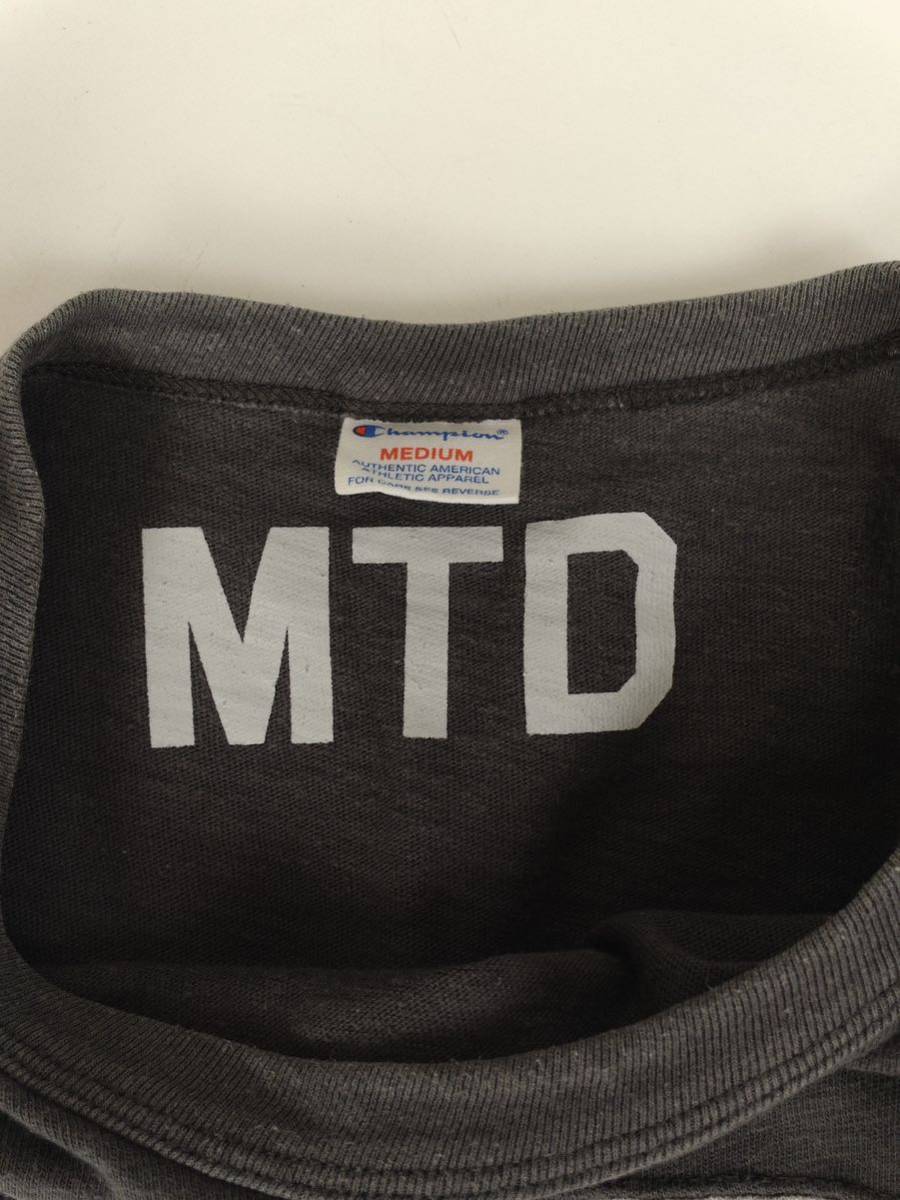 Champion®
MEDIUM
AUTHENTIC AMERICAN
ATHLETIC APPAREL
FOR CARE SEE REVERSE
MTD